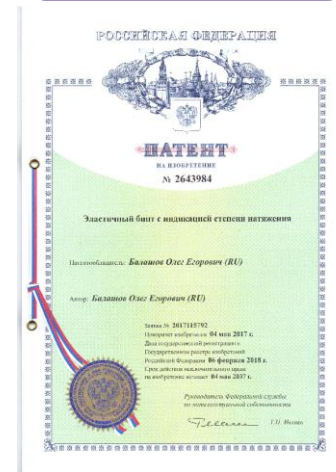 РОССИЙСКАЯ ФЕДЕРАЦИЯ
ПАТЕНТ
НА ИЗОБРЕТЕНИЕ
№ 2643984
Эластичный бинт с индикацией степени натяжения
Патентообладатель: Балашов Олег Егорович (RU)
Автор: Балашов Олег Егорович (RU)
Заявка № 2017115792
Приоритет изобретения 04 мая 2017 г.
Дата государственной регистрации в
Государственном реестре изобретений
Российской Федерации 06 февраля 2018 г.
Срок действия исключительного права
на изобретение истекает 04 мая 2037 г.
Руководитель Федеральной службы
по интеллектуальной собственности
Г.П. Ивлиев